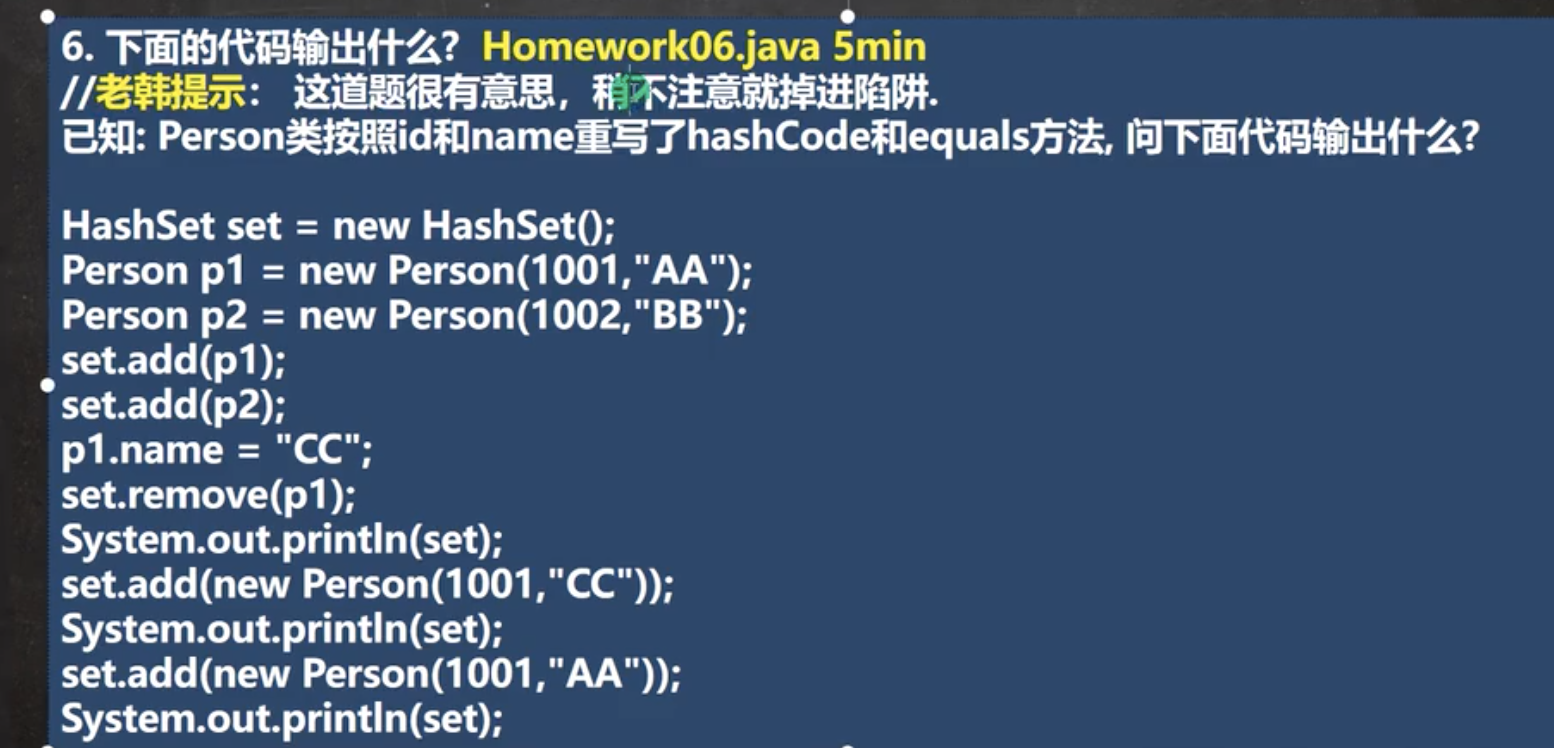 6. 下面的代码输出什么? Homework06.java 5min
//老韩提示： 这道题很有意思，稍不注意就掉进陷阱.
已知: Person类按照id和name重写了hashCode和equals方法, 问下面代码输出什么?
HashSet set = new HashSet();
Person p1 = new Person(1001,"AA");
Person p2 = new Person(1002,"BB");
set.add(p1);
set.add(p2);
p1.name = "CC";
set.remove(p1);
System.out.println(set);
set.add(new Person(1001,"CC"));
System.out.println(set);
set.add(new Person(1001,"AA"));
System.out.println(set);